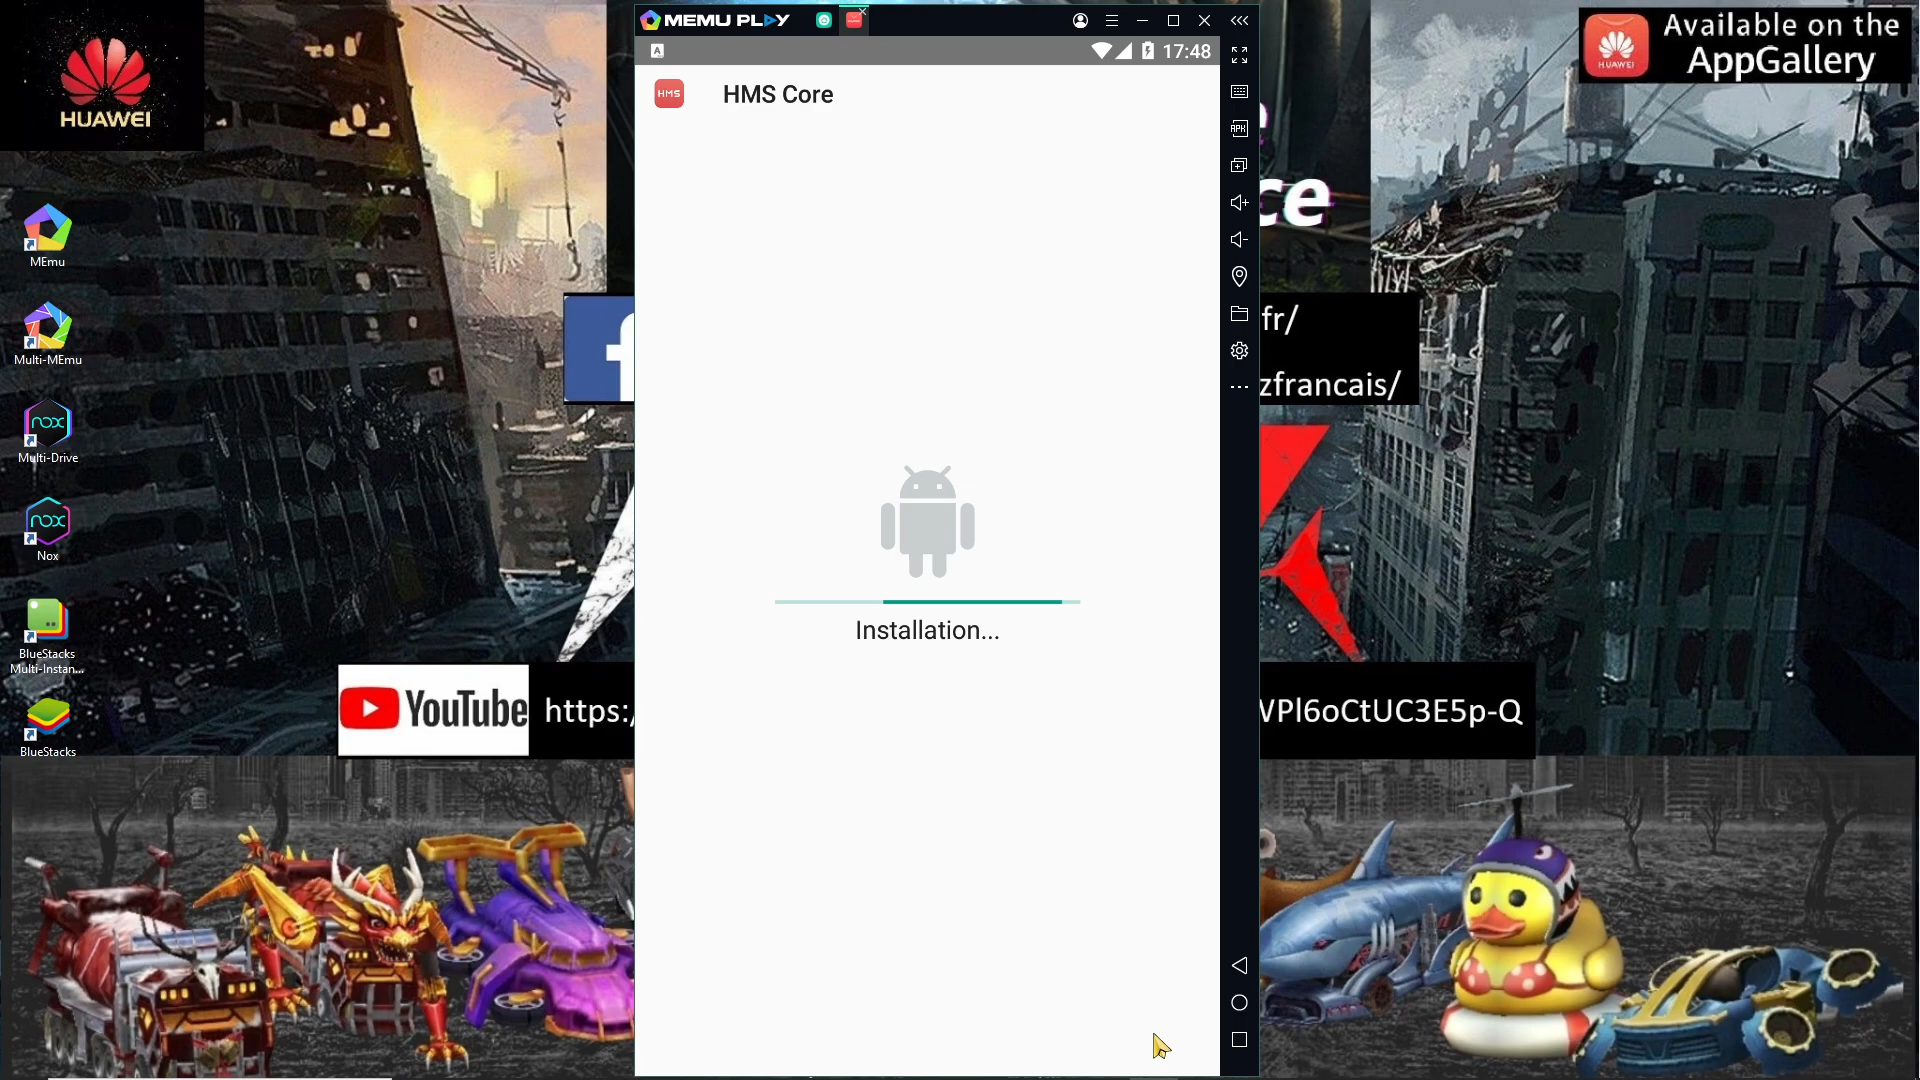 MEMU PLAY
17:48
HMS
HMS Core
Installation...
HUAWEI
MEmu
Multi-MEmu
nox
Multi-Drive
nox
Nox
BlueStacks
Multi-Instan...
BlueStacks
YouTube
https:/
HUAWEI
Available on the
AppGallery
APK
ce
fr/
zfrancais/
VPl6oCtUC3E5p-Q